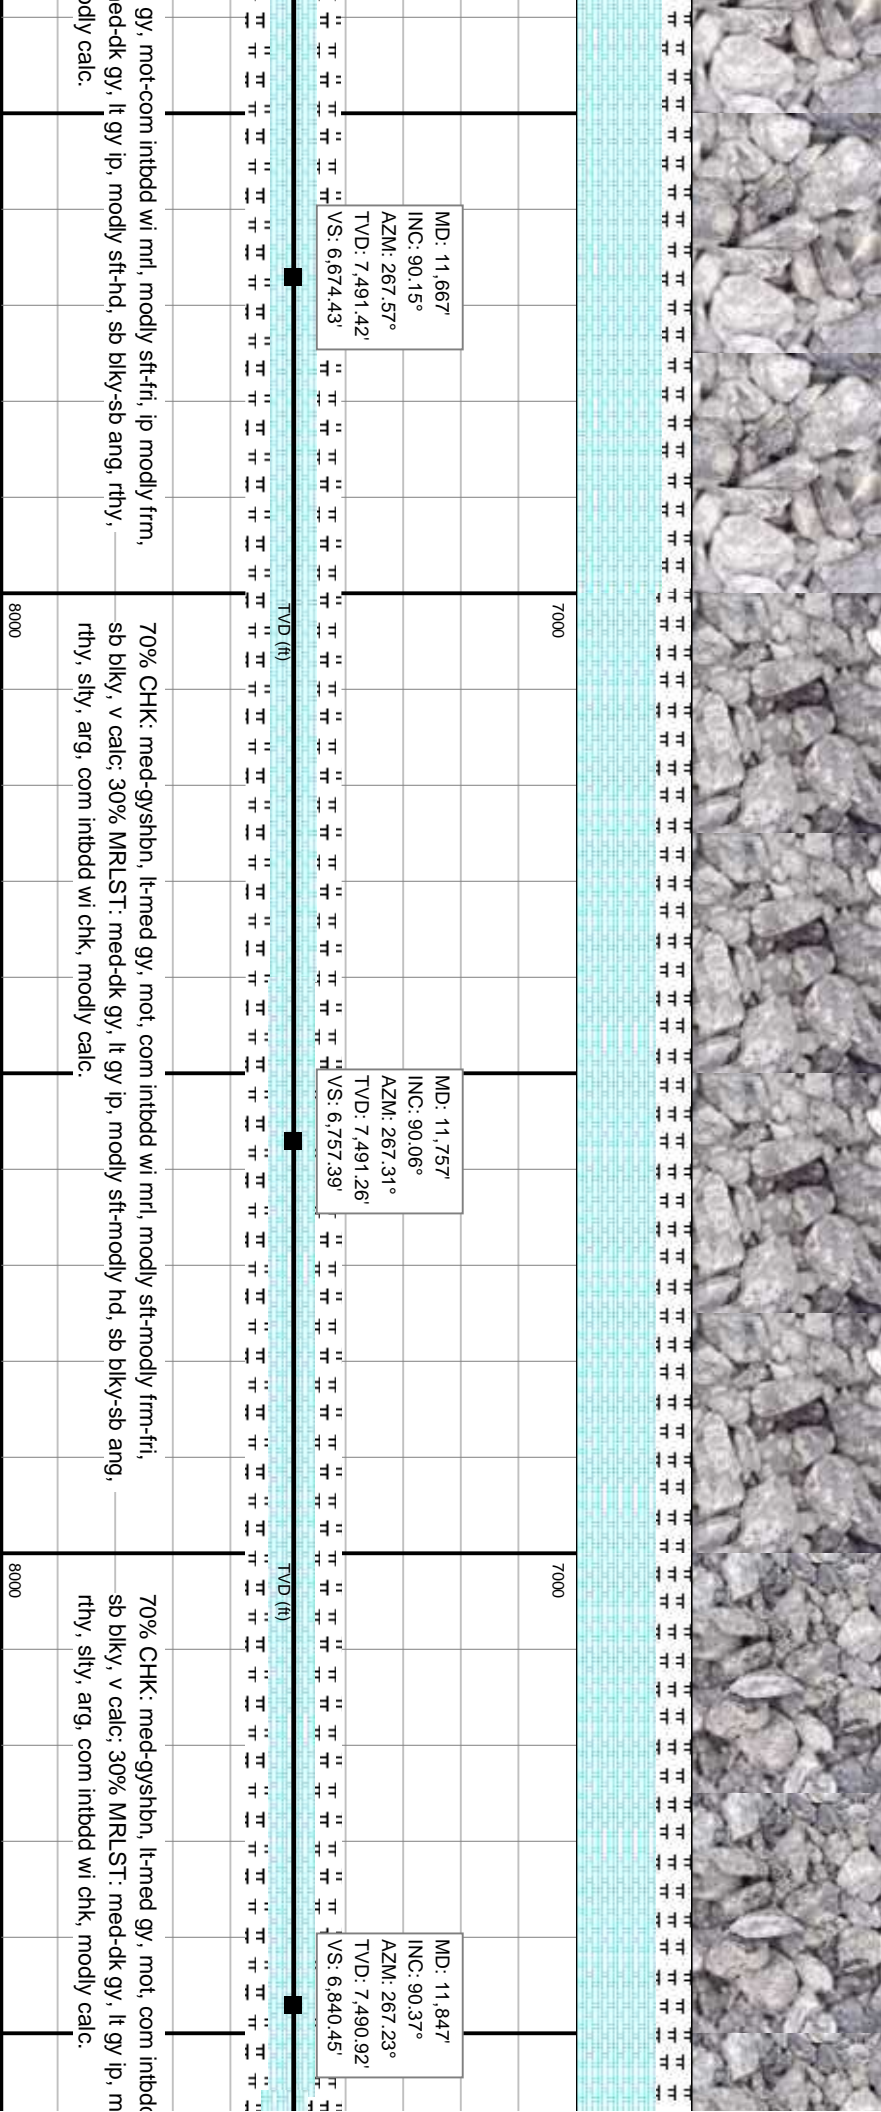 gy, mot-com intbdd wi mrl, modly sft-fri, ip modly frm,
med-dk gy, lt gy ip, modly sft-hd, sb blky-sb ang, rthy,
modly calc.
MD: 11,667'
INC: 90.15°
AZM: 267.57°
TVD: 7,491.42'
VS: 6,674.43'
7000
TVD (ft)
8000
70% CHK: med-gyshbn, lt-med gy, mot, com intbdd wi mrl, modly sft-modly frm-fri,
sb blky, v calc; 30% MRLST: med-dk gy, lt gy ip, modly sft-modly hd, sb blky-sb ang,
rthy, slty, arg, com intbdd wi chk, modly calc.
MD: 11,757'
INC: 90.06°
AZM: 267.31°
TVD: 7,491.26'
VS: 6,757.39'
7000
TVD (ft)
8000
70% CHK: med-gyshbn, lt-med gy, mot, com intbdd
sb blky, v calc; 30% MRLST: med-dk gy, lt gy ip, m
rthy, slty, arg, com intbdd wi chk, modly calc.
MD: 11,847'
INC: 90.37°
AZM: 267.23°
TVD: 7,490.92'
VS: 6,840.45'